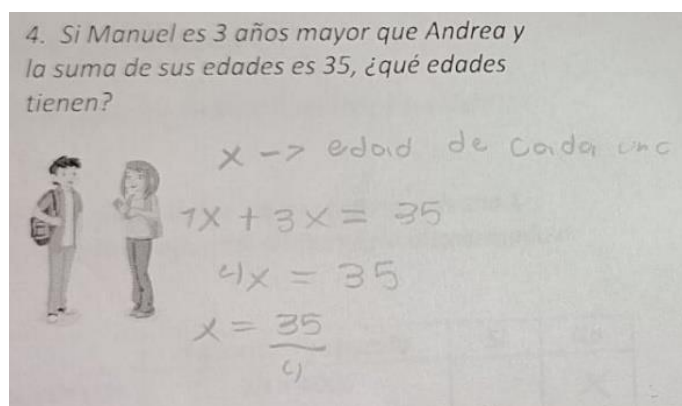 4. Si Manuel es 3 años mayor que Andrea y
la suma de sus edades es 35, ¿qué edades
tienen?
x -> edad de cada uno
1x + 3x = 35
4x = 35
x = 35/4